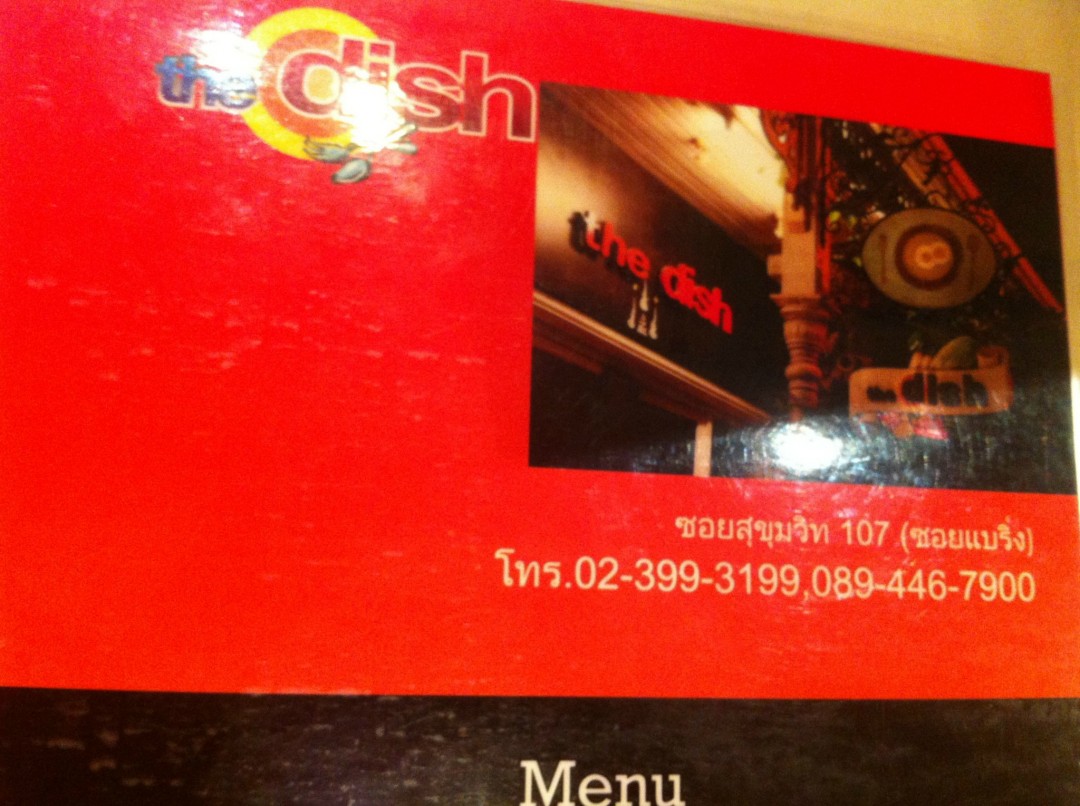 the dish
the dish
the dish
ซอยสุขุมวิท 107 (ซอยแบริ่ง)
โทร.02-399-3199,089-446-7900
Menu